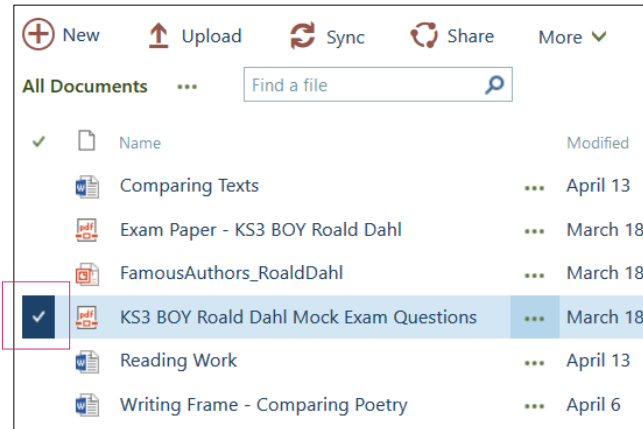 New Upload Sync Share More
All Documents ... Find a file
Name Modified
Comparing Texts ... April 13
Exam Paper - KS3 BOY Roald Dahl ... March 18
FamousAuthors_RoaldDahl ... March 18
KS3 BOY Roald Dahl Mock Exam Questions ... March 18
Reading Work ... April 13
Writing Frame - Comparing Poetry ... April 6